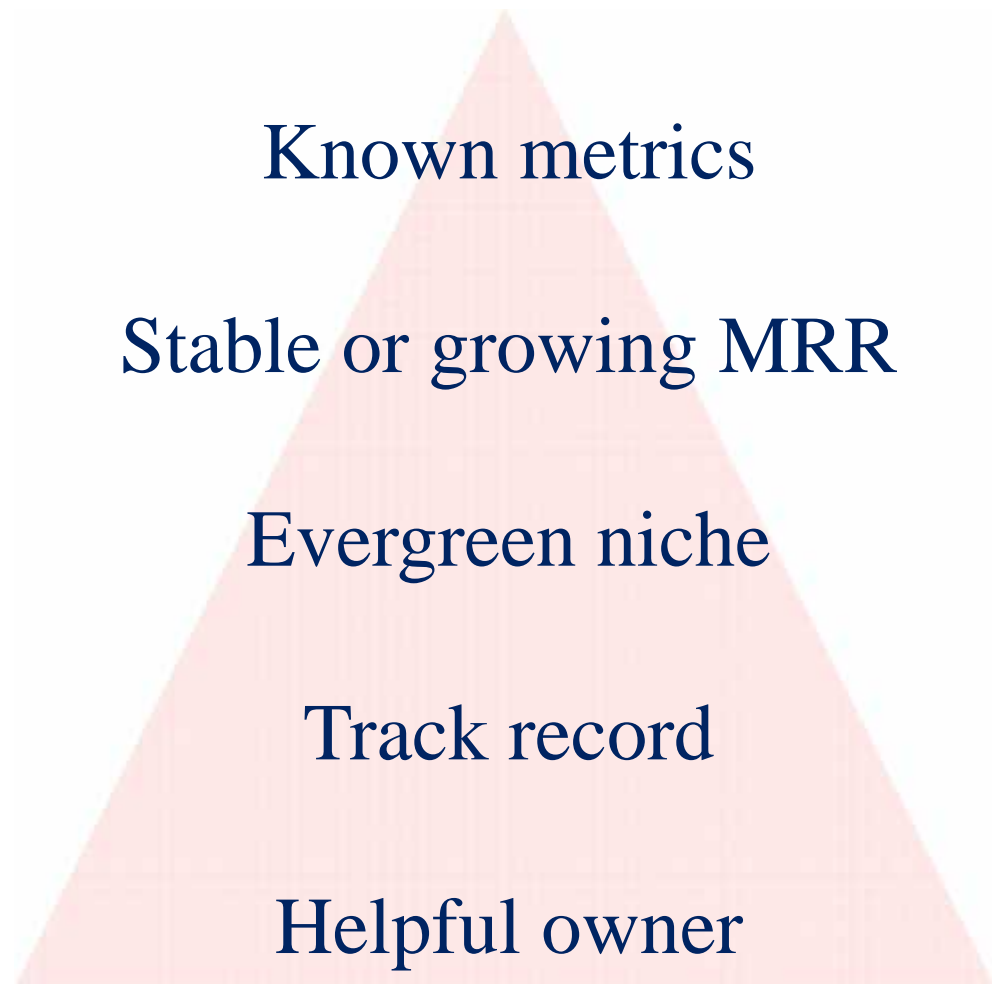 Known metrics
Stable or growing MRR
Evergreen niche
Track record
Helpful owner